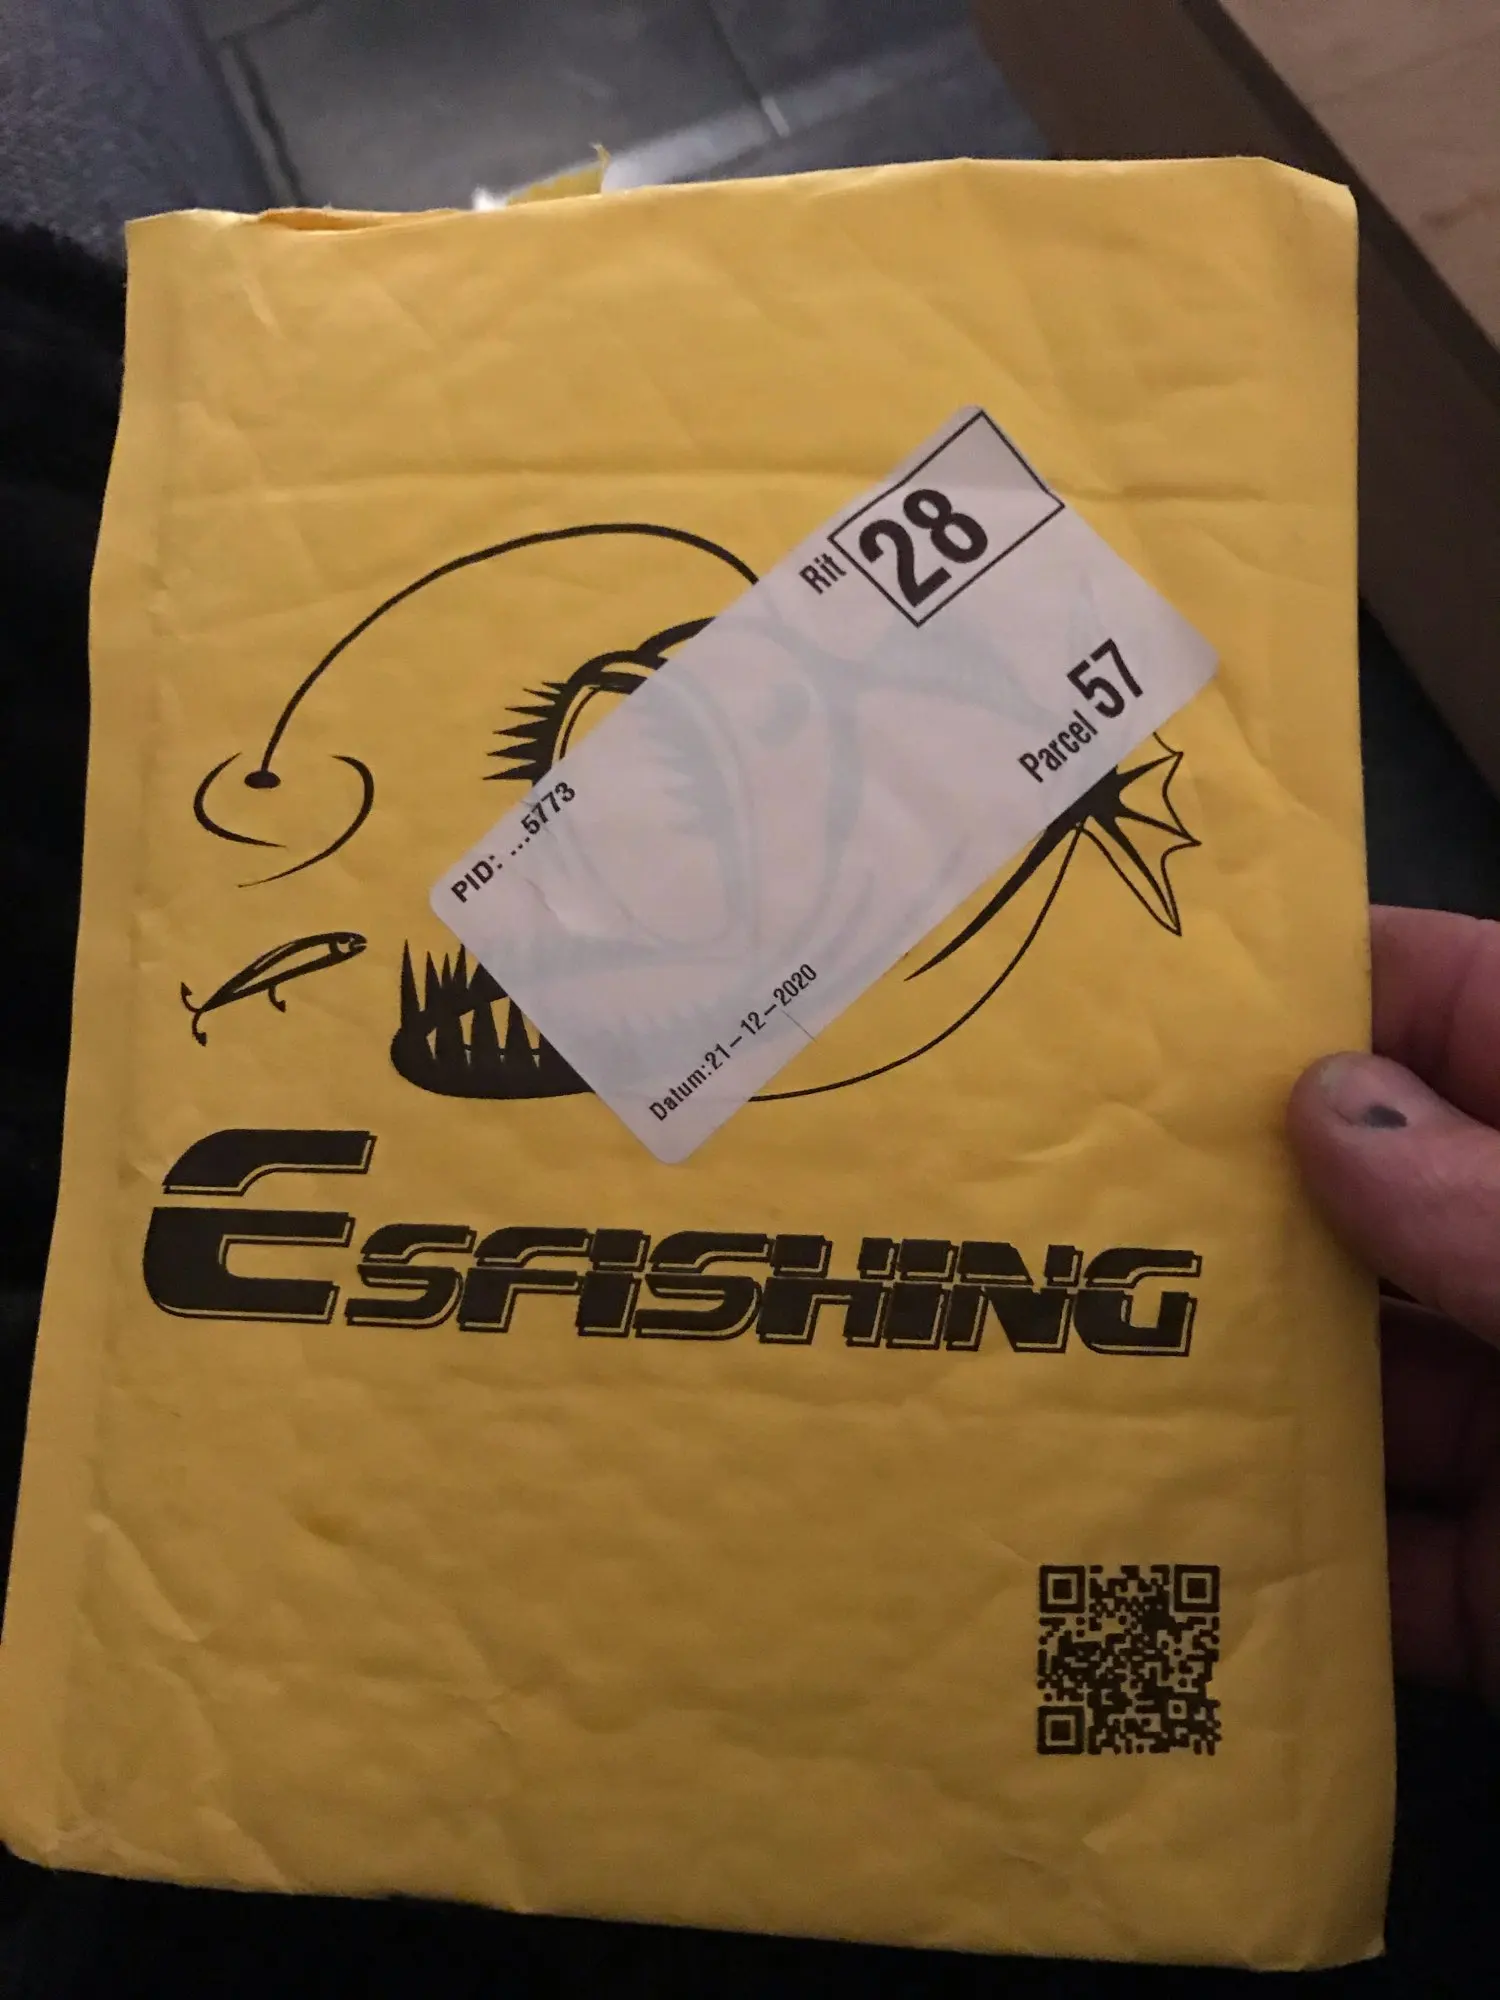 Rit 28
Parcel 57
PID: ...5773
Datum:21-12-2020
ESFISHING